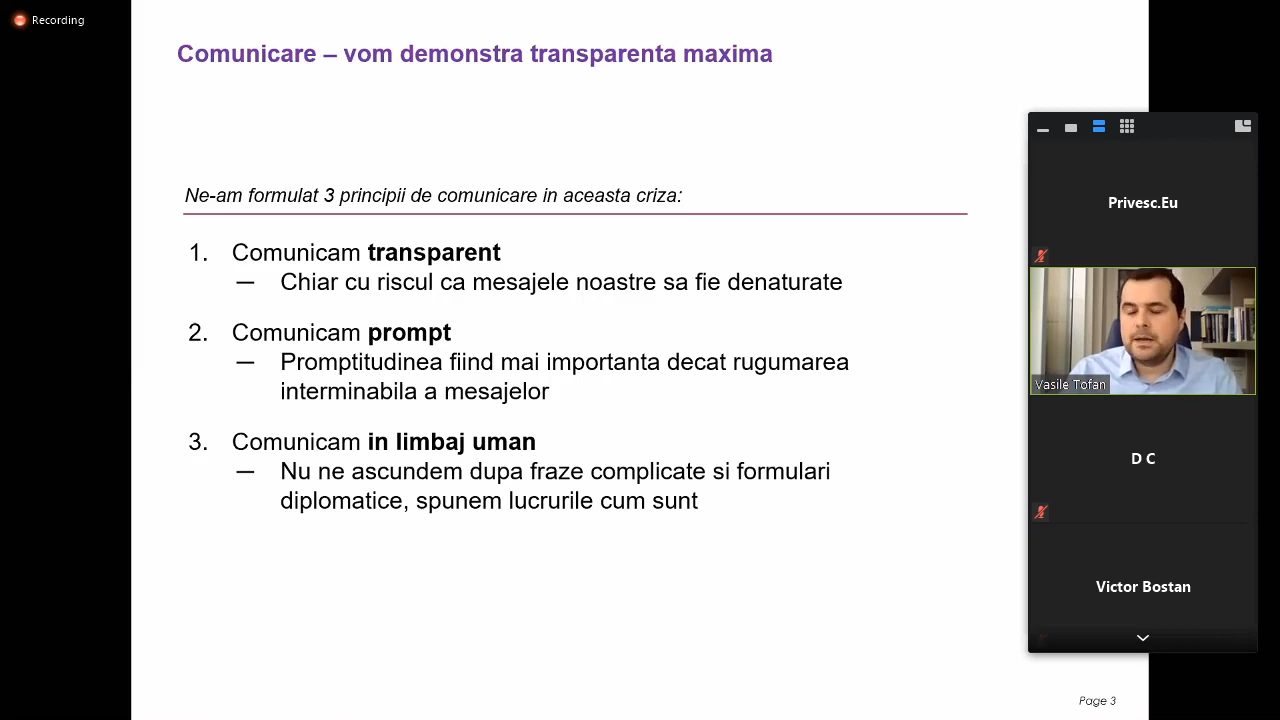 Recording
Comunicare – vom demonstra transparenta maxima
Ne-am formulat 3 principii de comunicare in aceasta criza:
1. Comunicam transparent
— Chiar cu riscul ca mesajele noastre sa fie denaturate
2. Comunicam prompt
— Promptitudinea fiind mai importanta decat rugumarea
interminabila a mesajelor
3. Comunicam in limbaj uman
— Nu ne ascundem dupa fraze complicate si formulari
diplomatice, spunem lucrurile cum sunt
Page 3
Privesc.Eu
Vasile Tofan
D C
Victor Bostan